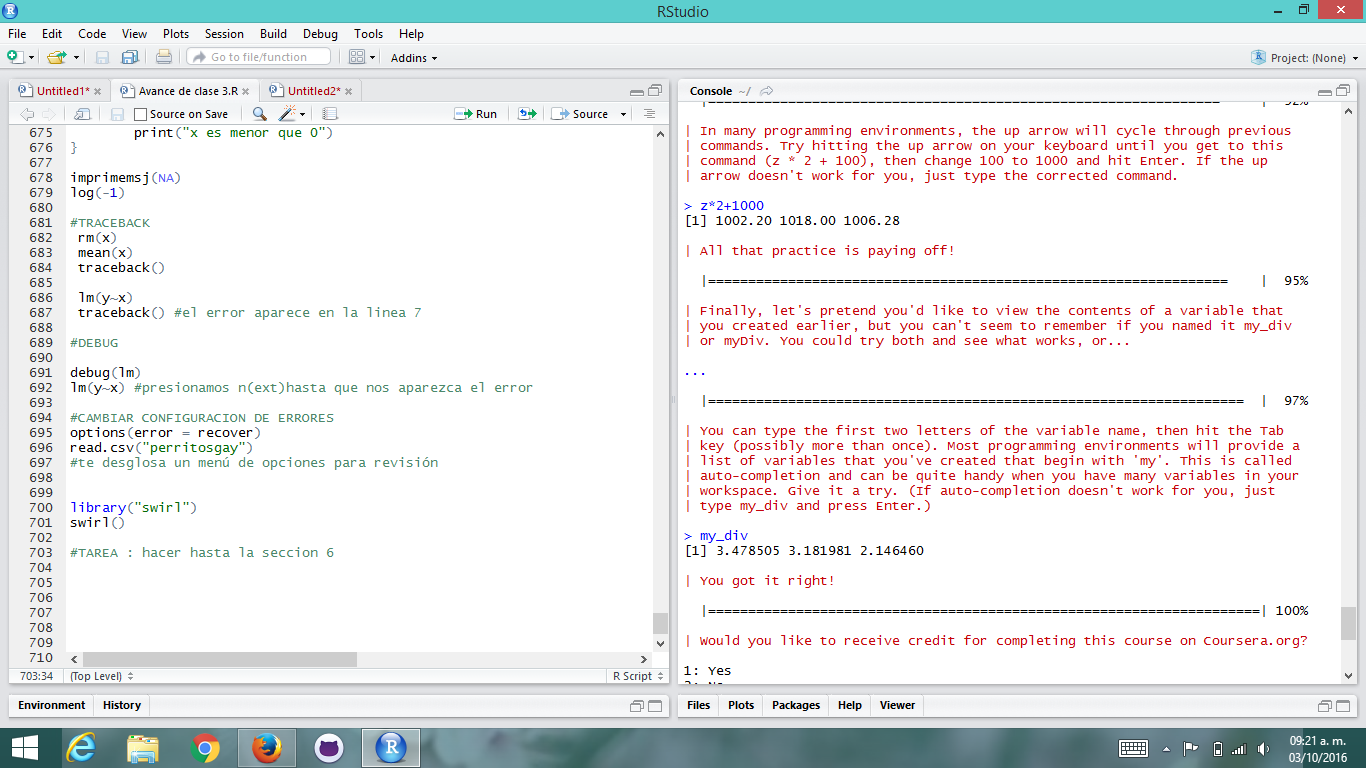 RStudio
File Edit Code View Plots Session Build Debug Tools Help
Go to file/function Addins Project: (None)
Untitled1* Avance de clase 3.R Untitled2*
Source on Save Run Source
675 print("x es menor que 0")
676 }
677
678 imprimemsj(NA)
679 log(-1)
680
681 #TRACEBACK
682 rm(x)
683 mean(x)
684 traceback()
685
686 lm(y~x)
687 traceback() #el error aparece en la linea 7
688
689 #DEBUG
690
691 debug(lm)
692 lm(y~x) #presionamos n(ext)hasta que nos aparezca el error
693
694 #CAMBIAR CONFIGURACION DE ERRORES
695 options(error = recover)
696 read.csv("perritosgay")
697 #te desglosa un menú de opciones para revisión
698
699
700 library("swirl")
701 swirl()
702
703 #TAREA : hacer hasta la seccion 6
704
705
706
707
708
709
710
703:34 (Top Level) R Script
Environment History
Console ~/
|================================================================ | 92%
| In many programming environments, the up arrow will cycle through previous
| commands. Try hitting the up arrow on your keyboard until you get to this
| command (z * 2 + 100), then change 100 to 1000 and hit Enter. If the up
| arrow doesn't work for you, just type the corrected command.
> z*2+1000
[1] 1002.20 1018.00 1006.28
| All that practice is paying off!
|================================================================= | 95%
| Finally, let's pretend you'd like to view the contents of a variable that
| you created earlier, but you can't seem to remember if you named it my_div
| or myDiv. You could try both and see what works, or...
...
|=================================================================== | 97%
| You can type the first two letters of the variable name, then hit the Tab
| key (possibly more than once). Most programming environments will provide a
| list of variables that you've created that begin with 'my'. This is called
| auto-completion and can be quite handy when you have many variables in your
| workspace. Give it a try. (If auto-completion doesn't work for you, just
| type my_div and press Enter.)
> my_div
[1] 3.478505 3.181981 2.146460
| You got it right!
|=====================================================================| 100%
| Would you like to receive credit for completing this course on Coursera.org?
1: Yes
2: No
Files Plots Packages Help Viewer
09:21 a. m.
03/10/2016